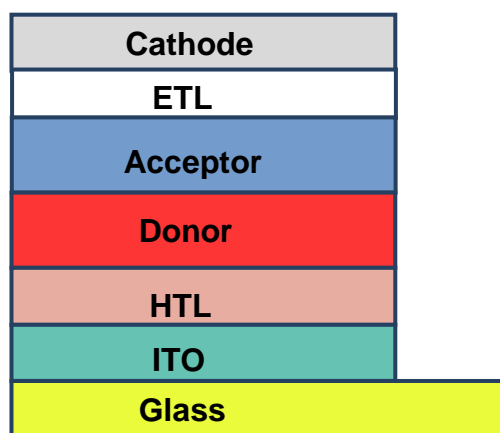 Cathode
ETL
Acceptor
Donor
HTL
ITO
Glass